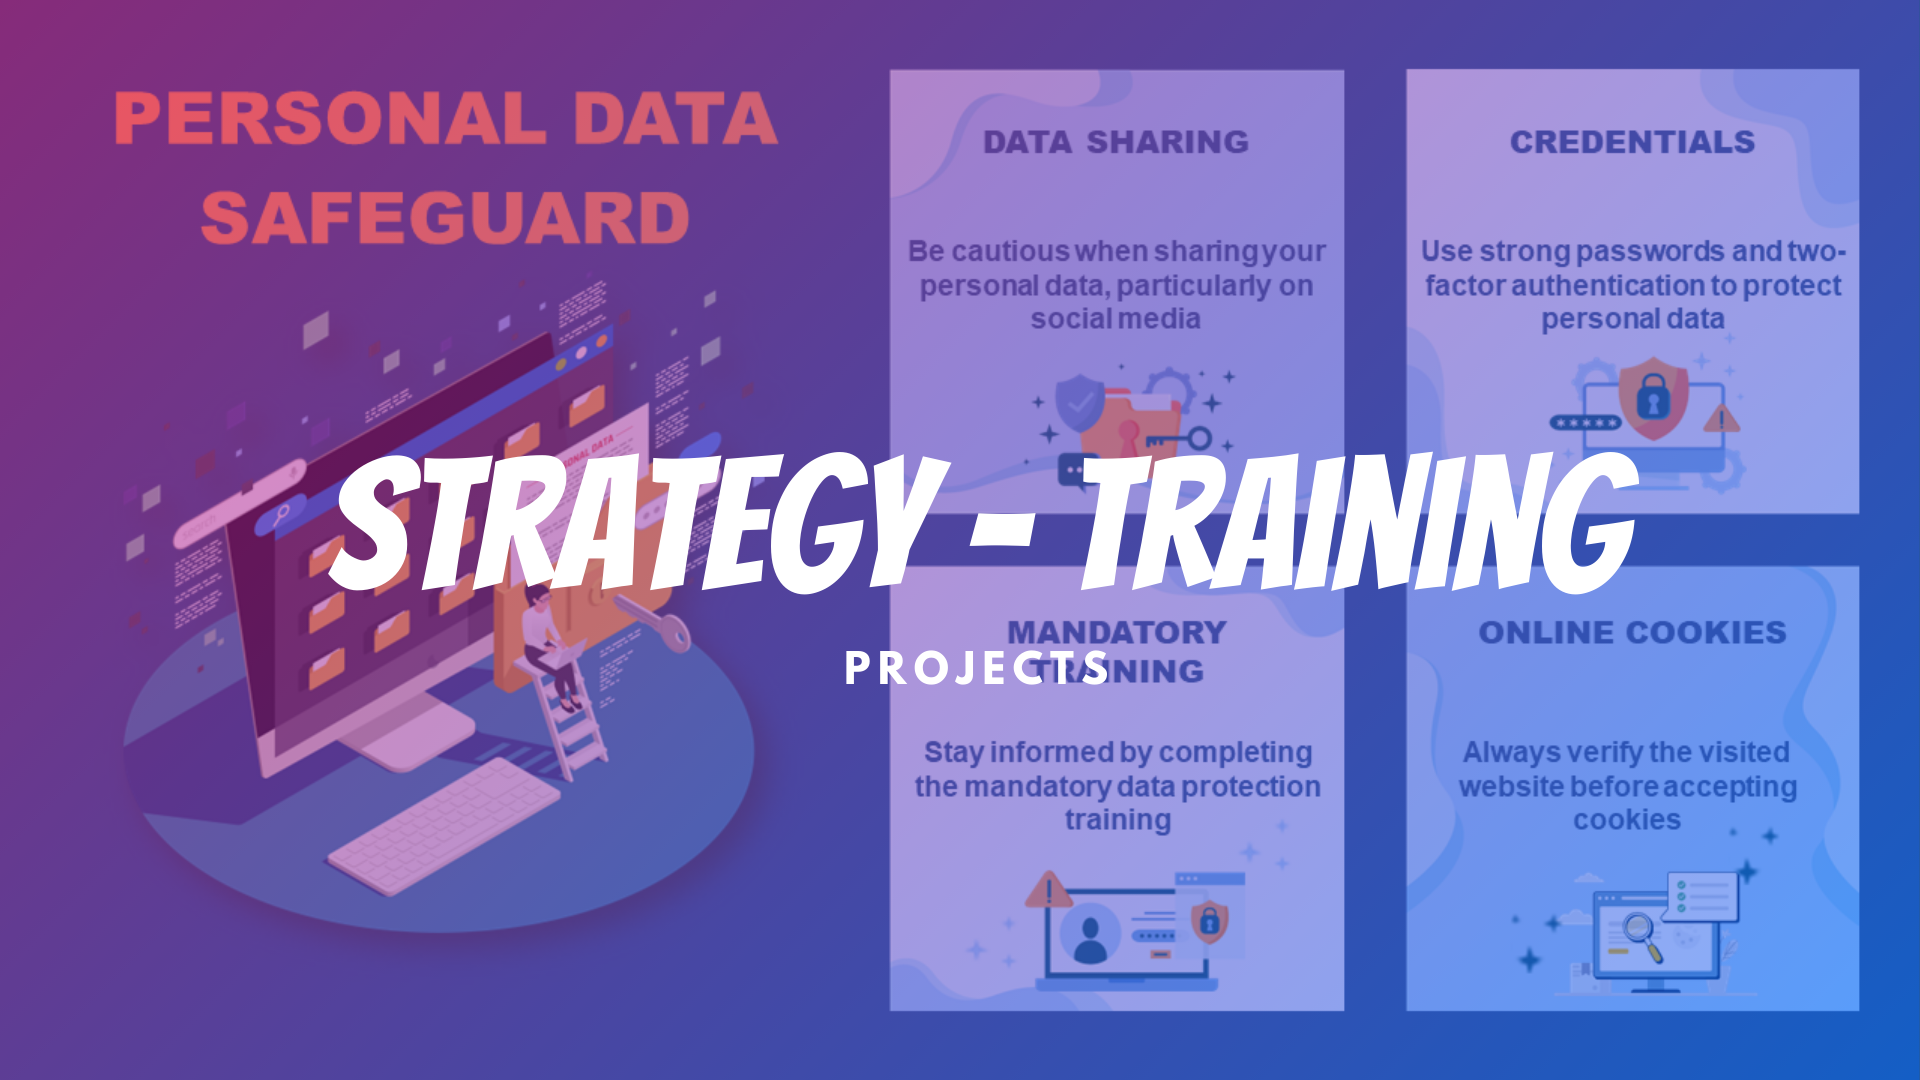 PERSONAL DATA
SAFEGUARD
DATA SHARING
Be cautious when sharing your
personal data, particularly on
social media
CREDENTIALS
Use strong passwords and two-
factor authentication to protect
personal data
search
STRATEGY - TRAINING
PROJECTS
MANDATORY
TRAINING
Stay informed by completing
the mandatory data protection
training
ONLINE COOKIES
Always verify the visited
website before accepting
cookies